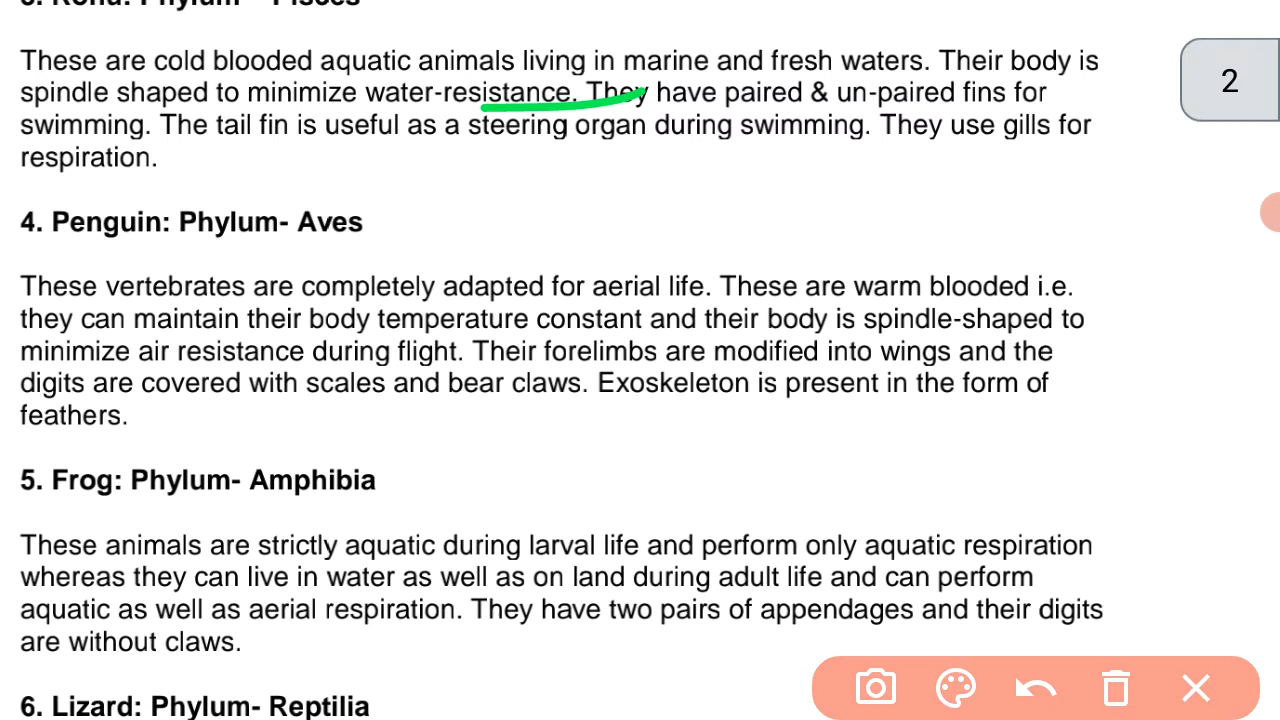 3. Rohu: Phylum- Pisces
These are cold blooded aquatic animals living in marine and fresh waters. Their body is
spindle shaped to minimize water-resistance. They have paired & un-paired fins for
swimming. The tail fin is useful as a steering organ during swimming. They use gills for
respiration.
4. Penguin: Phylum- Aves
These vertebrates are completely adapted for aerial life. These are warm blooded i.e.
they can maintain their body temperature constant and their body is spindle-shaped to
minimize air resistance during flight. Their forelimbs are modified into wings and the
digits are covered with scales and bear claws. Exoskeleton is present in the form of
feathers.
5. Frog: Phylum- Amphibia
These animals are strictly aquatic during larval life and perform only aquatic respiration
whereas they can live in water as well as on land during adult life and can perform
aquatic as well as aerial respiration. They have two pairs of appendages and their digits
are without claws.
6. Lizard: Phylum- Reptilia
2